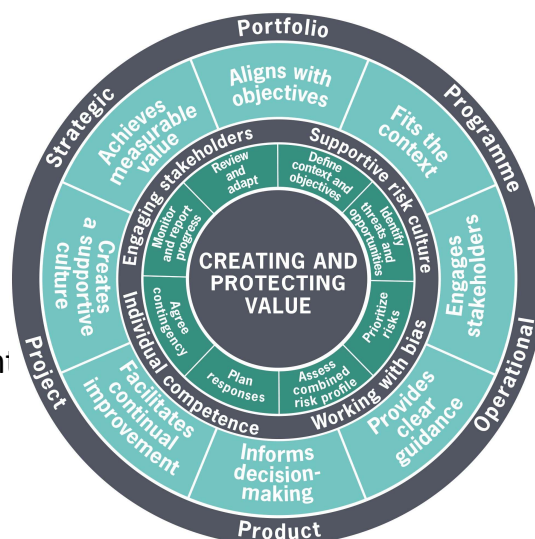 Portfolio
Programme
Operational
Product
Project
Strategic
Aligns with
objectives
Fits the
context
Engages
stakeholders
Provides
clear
guidance
Informs
decision-
making
Facilitates
continual
improvement
Creates
a supportive
culture
Achieves
measurable
value
Supportive risk culture
Working with bias
Individual competence
Engaging stakeholders
Define
context and
objectives
Identify
threats and
opportunities
Prioritize
risks
Assess
combined
risk profile
Plan
responses
Agree
contingency
Monitor
and report
progress
Review
and
adapt
CREATING AND
PROTECTING
VALUE